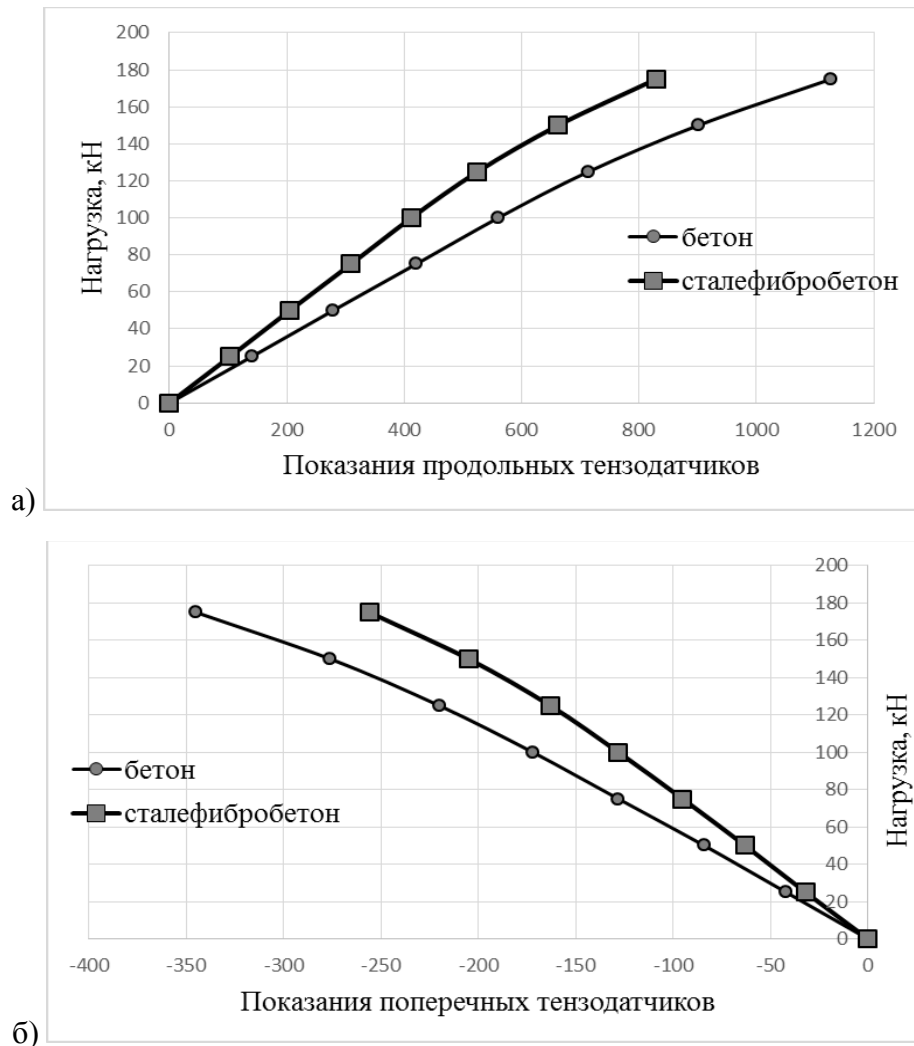 200
180
160
140
120
100
80
60
40
20
0
Нагрузка, кН
бетон
сталефибробетон
0 200 400 600 800 1000 1200
Показания продольных тензодатчиков
а)
200
180
160
140
120
100
80
60
40
20
0
Нагрузка, кН
бетон
сталефибробетон
-400 -350 -300 -250 -200 -150 -100 -50 0
Показания поперечных тензодатчиков
б)